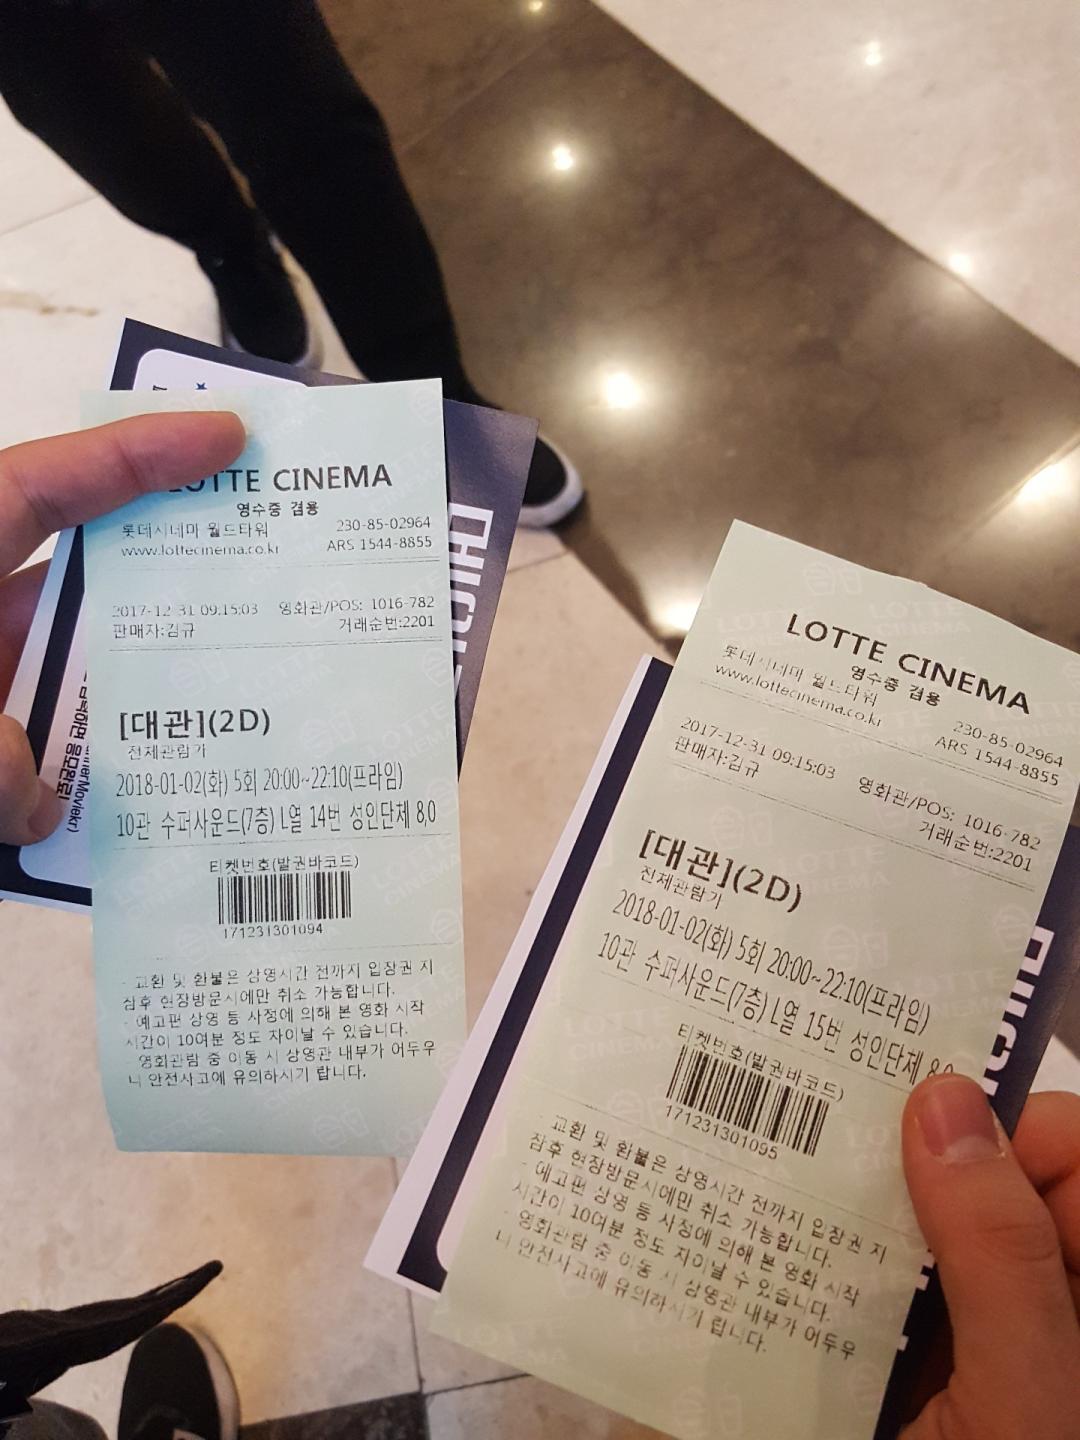 LOTTE CINEMA
영수증 겸용
롯데시네마 월드타워 230-85-02964
www.lottecinema.co.kr ARS 1544-8855
2017-12-31 09:15:03 영화관/POS: 1016-782
판매자:김규 거래순번:2201
[대관](2D)
전체관람가
2018-01-02(화) 5회 20:00~22:10(프라임)
10관 수퍼사운드(7층) L열 14번 성인단체 8,0
티켓번호(발권바코드)
171231301094
- 교환 및 환불은 상영시간 전까지 입장권 지
참후 현장방문시에만 취소 가능합니다.
- 예고편 상영 등 사정에 의해 본 영화 시작
시간이 10여분 정도 차이날 수 있습니다.
- 영화관람 중 이동 시 상영관 내부가 어두우
니 안전사고에 유의하시기 랍니다.
LOTTE CINEMA
영수증 겸용
롯데시네마 월드타워 230-85-02964
www.lottecinema.co.kr ARS 1544-8855
2017-12-31 09:15:03 영화관/POS: 1016-782
판매자:김규 거래순번:2201
[대관](2D)
전체관람가
2018-01-02(화) 5회 20:00~22:10(프라임)
10관 수퍼사운드(7층) L열 15번 성인단체 8,0
티켓번호(발권바코드)
171231301095
- 교환 및 환불은 상영시간 전까지 입장권 지
참후 현장방문시에만 취소 가능합니다.
- 예고편 상영 등 사정에 의해 본 영화 시작
시간이 10여분 정도 차이날 수 있습니다.
- 영화관람 중 이동 시 상영관 내부가 어두우
니 안전사고에 유의하시기 랍니다.